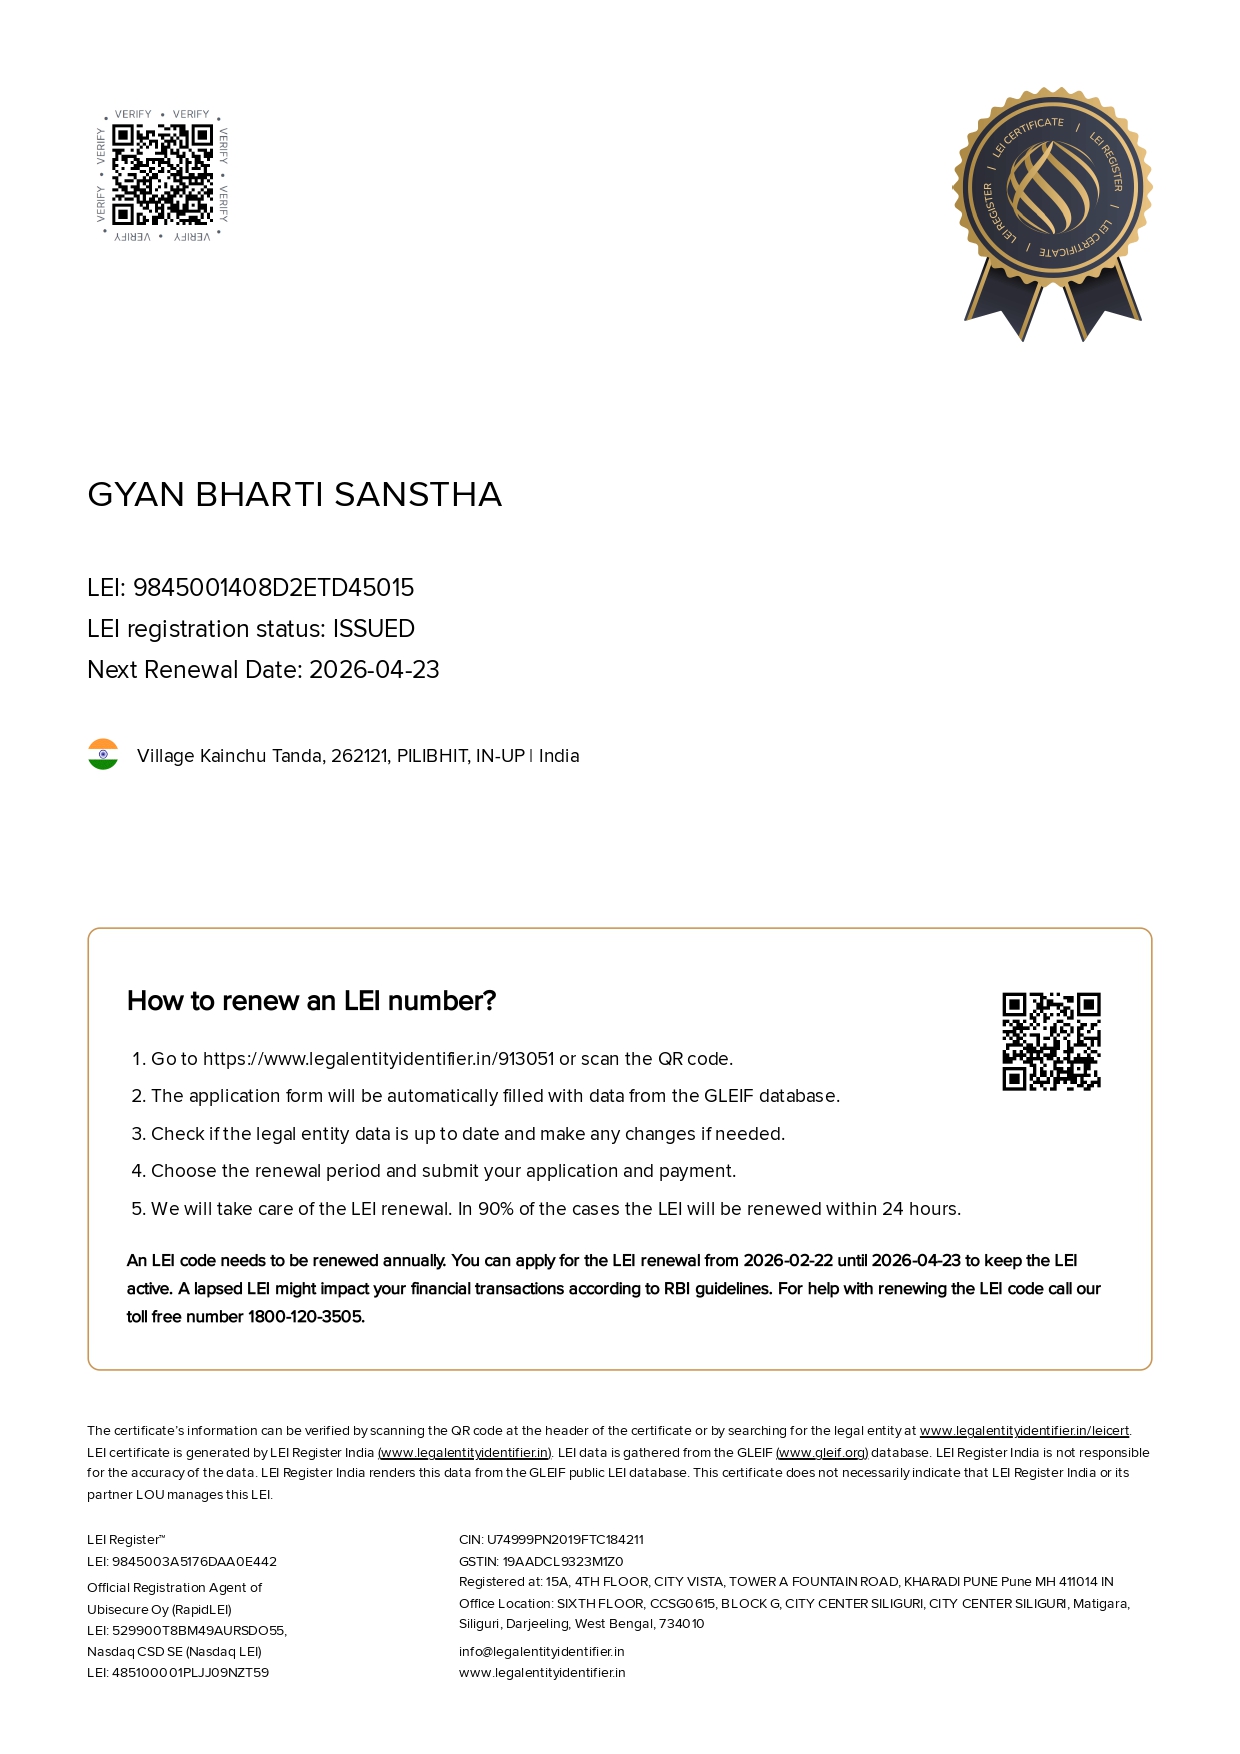 VERIFY • VERIFY •
VERIFY • VERIFY •
VERIFY • VERIFY •
VERIFY • VERIFY •
LEI CERTIFICATE | LEI REGISTER | LEI CERTIFICATE | LEI REGISTER |
GYAN BHARTI SANSTHA
LEI: 9845001408D2ETD45015
LEI registration status: ISSUED
Next Renewal Date: 2026-04-23
Village Kainchu Tanda, 262121, PILIBHIT, IN-UP | India
How to renew an LEI number?
1. Go to https://www.legalentityidentifier.in/913051 or scan the QR code.
2. The application form will be automatically filled with data from the GLEIF database.
3. Check if the legal entity data is up to date and make any changes if needed.
4. Choose the renewal period and submit your application and payment.
5. We will take care of the LEI renewal. In 90% of the cases the LEI will be renewed within 24 hours.
An LEI code needs to be renewed annually. You can apply for the LEI renewal from 2026-02-22 until 2026-04-23 to keep the LEI
active. A lapsed LEI might impact your financial transactions according to RBI guidelines. For help with renewing the LEI code call our
toll free number 1800-120-3505.
The certificate's information can be verified by scanning the QR code at the header of the certificate or by searching for the legal entity at www.legalentityidentifier.in/leicert.
LEI certificate is generated by LEI Register India (www.legalentityidentifier.in). LEI data is gathered from the GLEIF (www.gleif.org) database. LEI Register India is not responsible
for the accuracy of the data. LEI Register India renders this data from the GLEIF public LEI database. This certificate does not necessarily indicate that LEI Register India or its
partner LOU manages this LEI.
LEI Register™
LEI: 9845003A5176DAA0E442
Official Registration Agent of
Ubisecure Oy (RapidLEI)
LEI: 529900T8BM49AURSDO55,
Nasdaq CSD SE (Nasdaq LEI)
LEI: 485100001PLJJ09NZT59
CIN: U74999PN2019FTC184211
GSTIN: 19AADCL9323M1Z0
Registered at: 15A, 4TH FLOOR, CITY VISTA, TOWER A FOUNTAIN ROAD, KHARADI PUNE Pune MH 411014 IN
Office Location: SIXTH FLOOR, CCSG0615, BLOCK G, CITY CENTER SILIGURI, CITY CENTER SILIGURI, Matigara,
Siliguri, Darjeeling, West Bengal, 734010
info@legalentityidentifier.in
www.legalentityidentifier.in